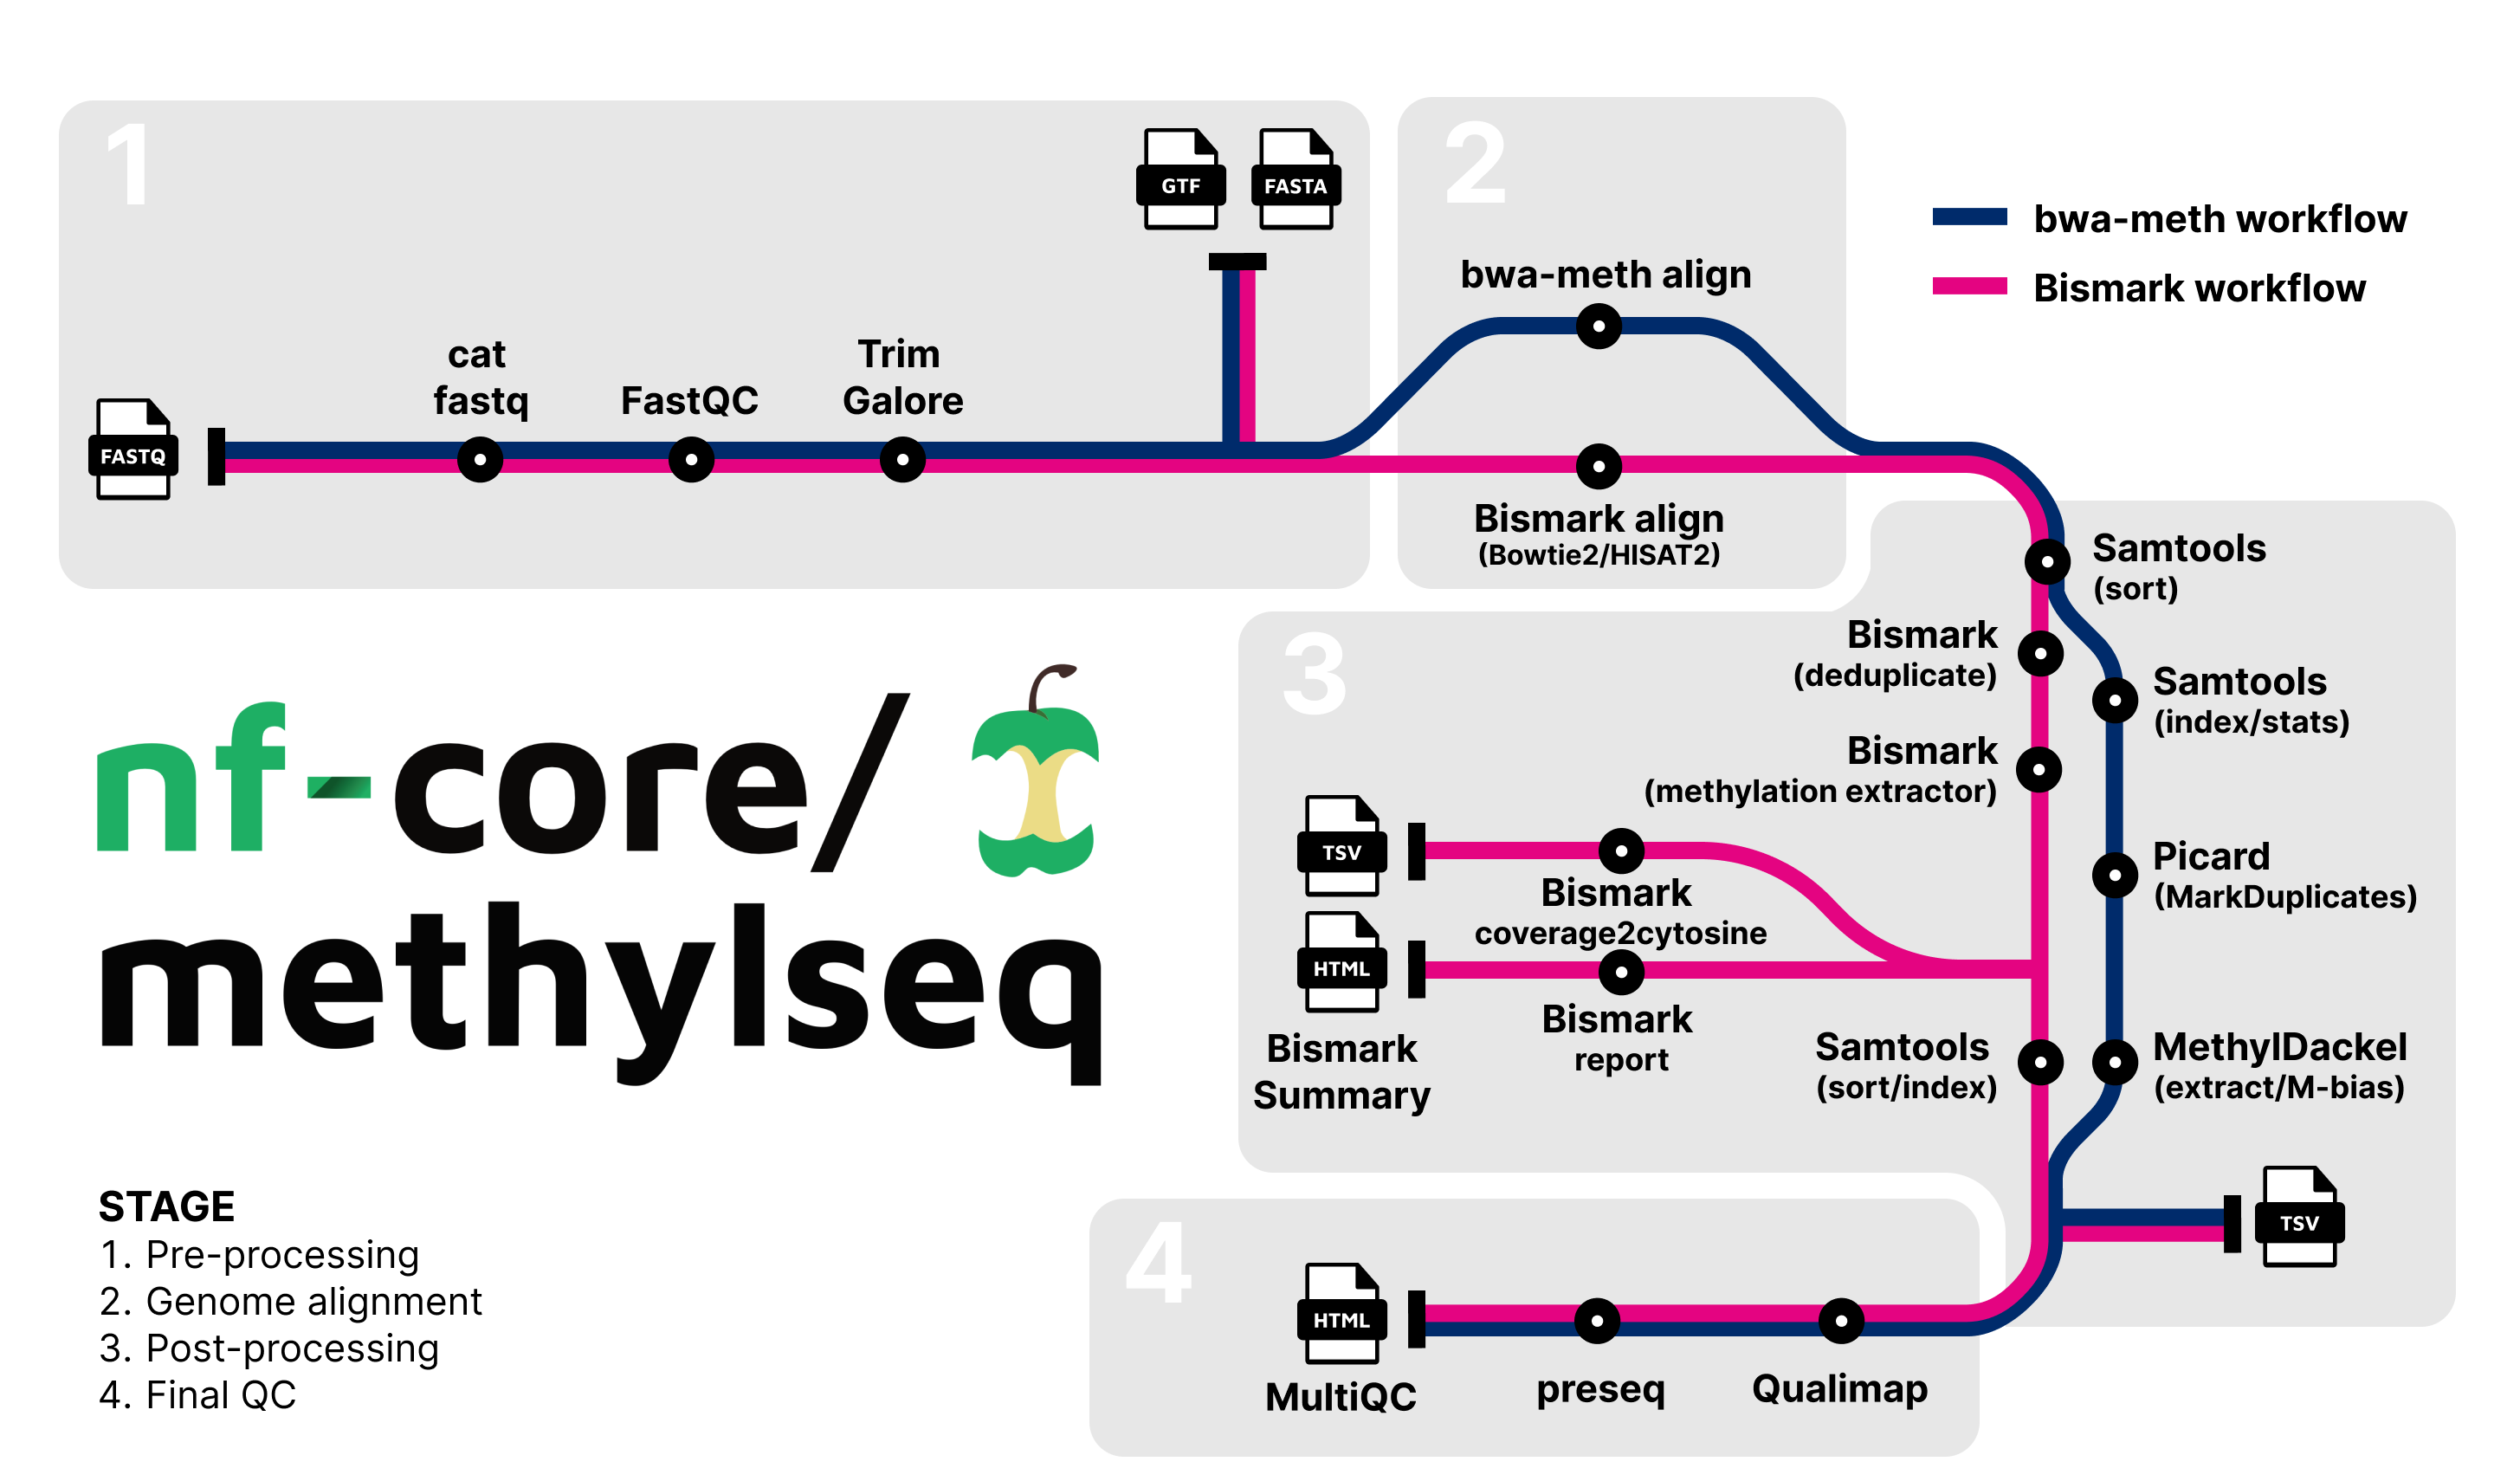 1
GTF
FASTA
cat
fastq
FastQC
Trim
Galore
FASTQ
2
bwa-meth align
Bismark align
(Bowtie2/HISAT2)
bwa-meth workflow
Bismark workflow
3
Samtools
(sort)
Bismark
(deduplicate)
Samtools
(index/stats)
Bismark
(methylation extractor)
Picard
(MarkDuplicates)
TSV
Bismark
coverage2cytosine
HTML
Bismark
report
Bismark
Summary
Samtools
(sort/index)
MethylDackel
(extract/M-bias)
TSV
4
HTML
MultiQC
preseq
Qualimap
nf-core/
methylseq
STAGE
1. Pre-processing
2. Genome alignment
3. Post-processing
4. Final QC